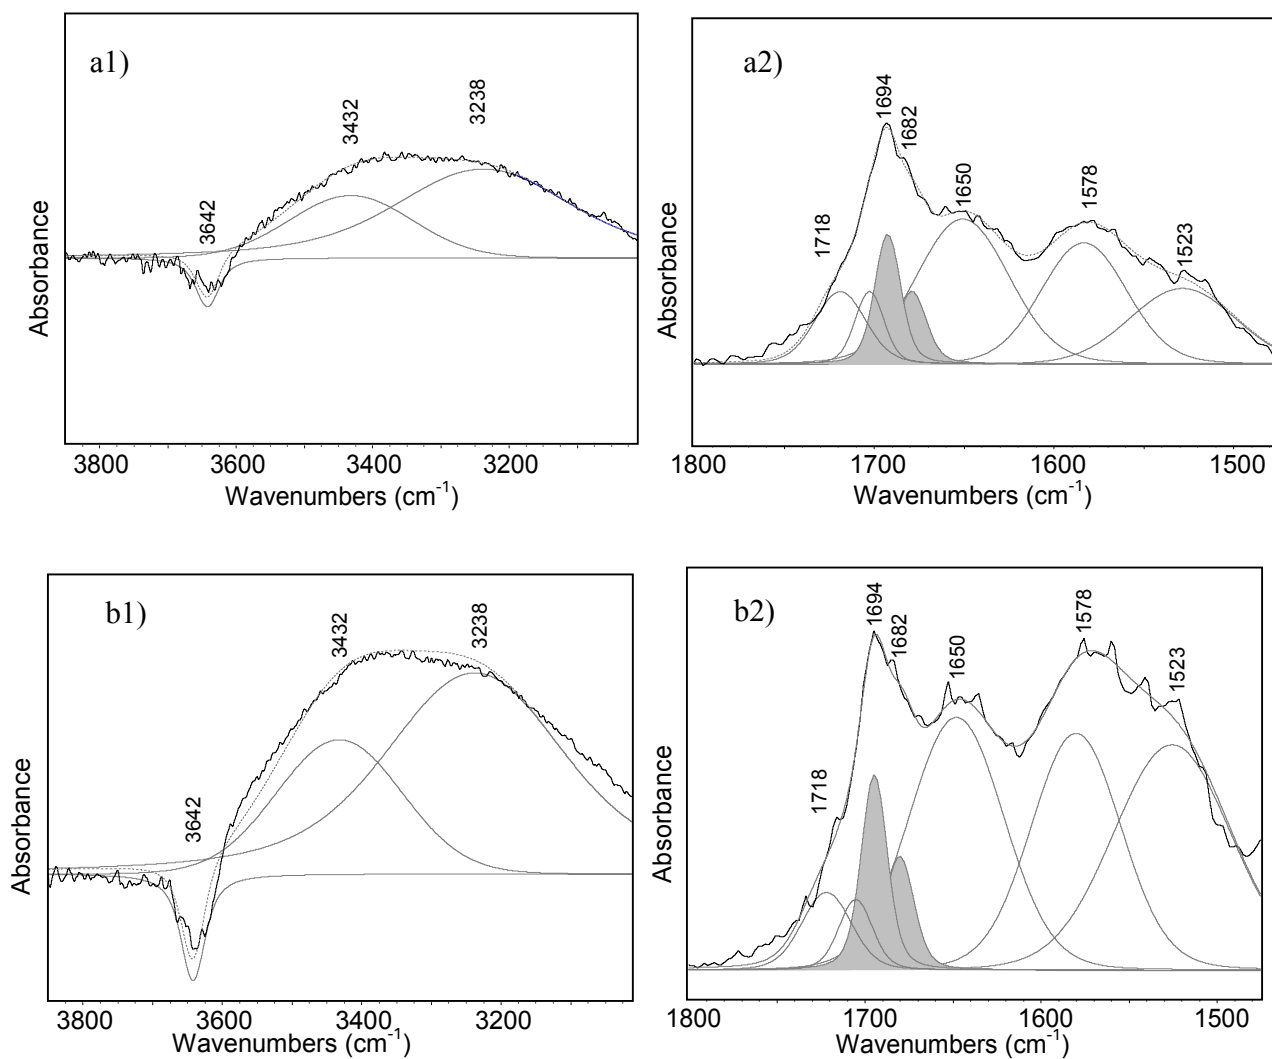 a1)
3432
3238
3642
Absorbance
3800 3600 3400 3200
Wavenumbers (cm⁻¹)
a2)
1694
1682
1650
1578
1718
1523
Absorbance
1800 1700 1600 1500
Wavenumbers (cm⁻¹)
b1)
3432
3238
3642
Absorbance
3800 3600 3400 3200
Wavenumbers (cm⁻¹)
b2)
1694
1682
1650
1578
1523
1718
Absorbance
1800 1700 1600 1500
Wavenumbers (cm⁻¹)